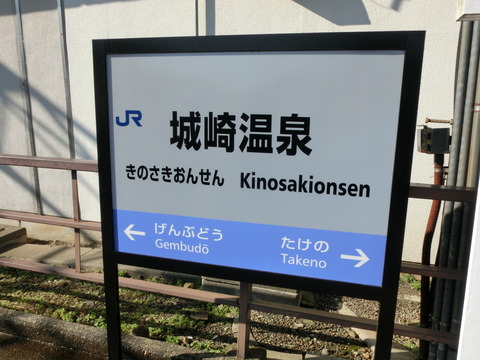 JR
城崎温泉
きのさきおんせん Kinosakionsen
← げんぶどう たけの →
Gembudō Takeno